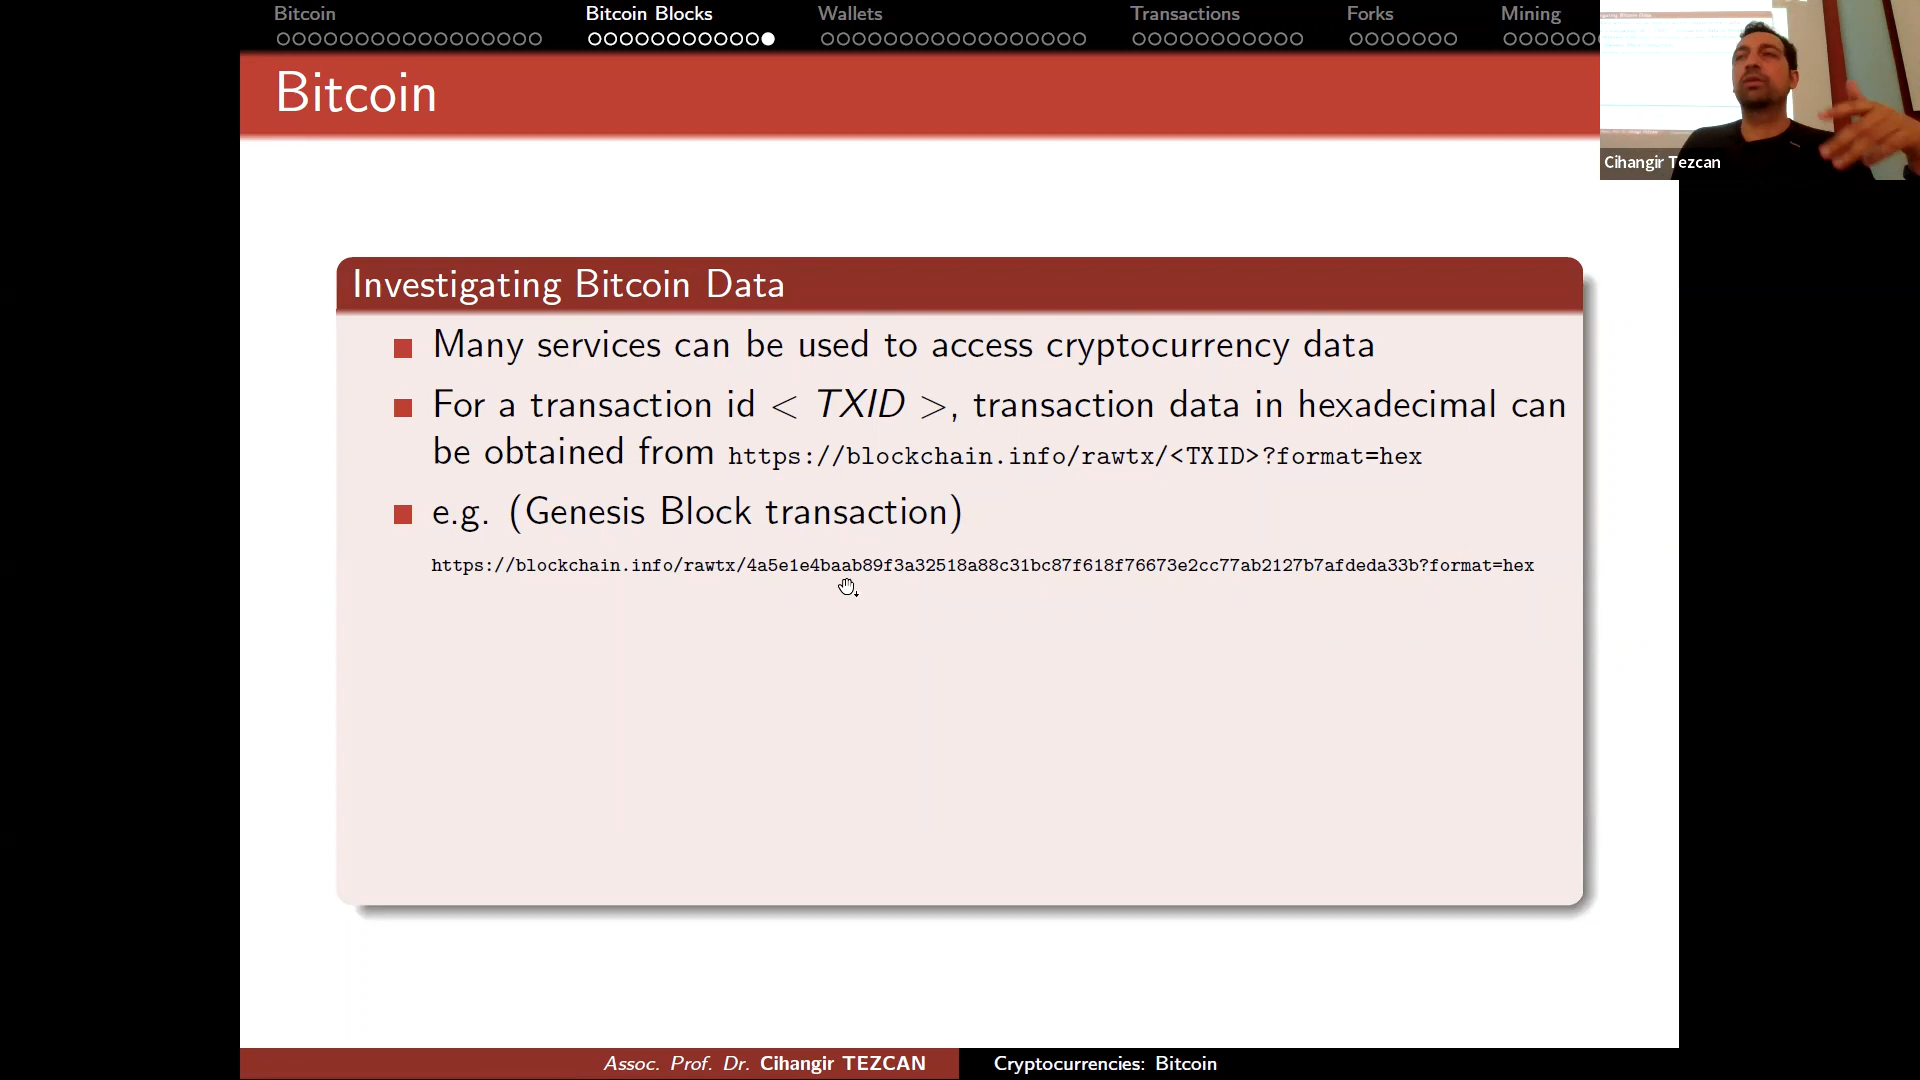 Bitcoin
Bitcoin Blocks
Wallets
Transactions
Forks
Mining
Bitcoin
Cihangir Tezcan
Investigating Bitcoin Data
Many services can be used to access cryptocurrency data
For a transaction id < TXID >, transaction data in hexadecimal can
be obtained from https://blockchain.info/rawtx/<TXID>?format=hex
e.g. (Genesis Block transaction)
https://blockchain.info/rawtx/4a5e1e4baab89f3a32518a88c31bc87f618f76673e2cc77ab2127b7afdeda33b?format=hex
Assoc. Prof. Dr. Cihangir TEZCAN
Cryptocurrencies: Bitcoin